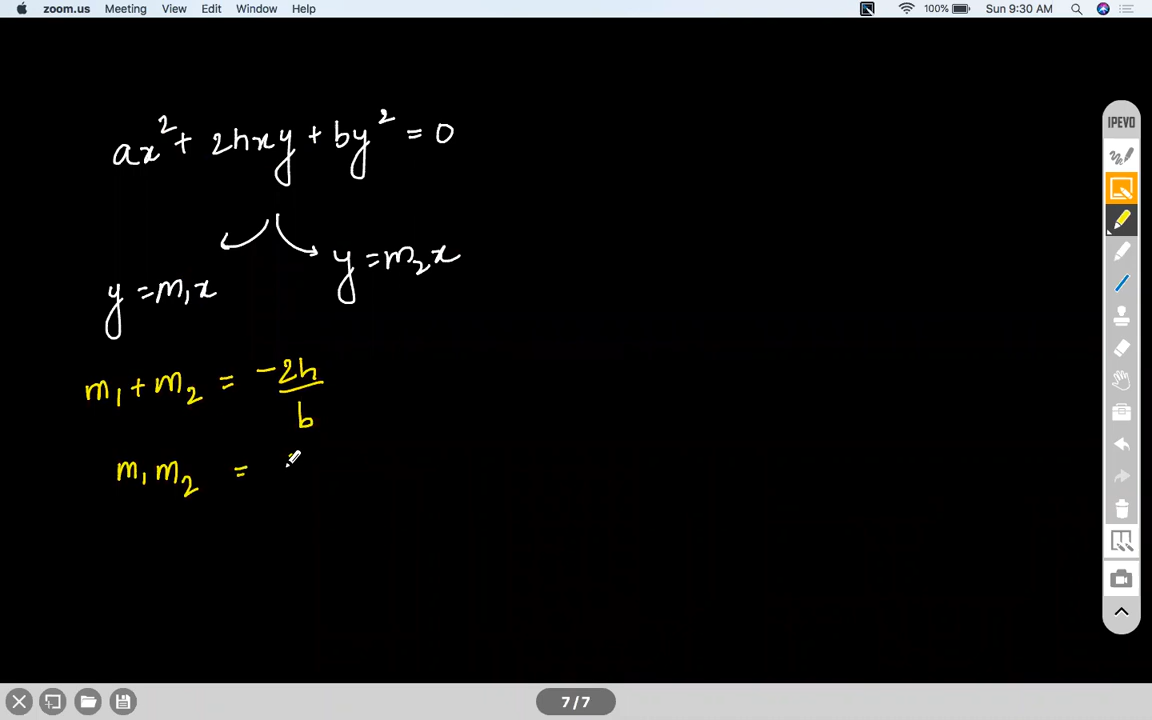 zoom.us Meeting View Edit Window Help 100% Sun 9:30 AM
ax² + 2hxy + by² = 0
y = m₁x y = m₂x
m₁ + m₂ = -2h/b
m₁m₂ =
IPEVO
7/7